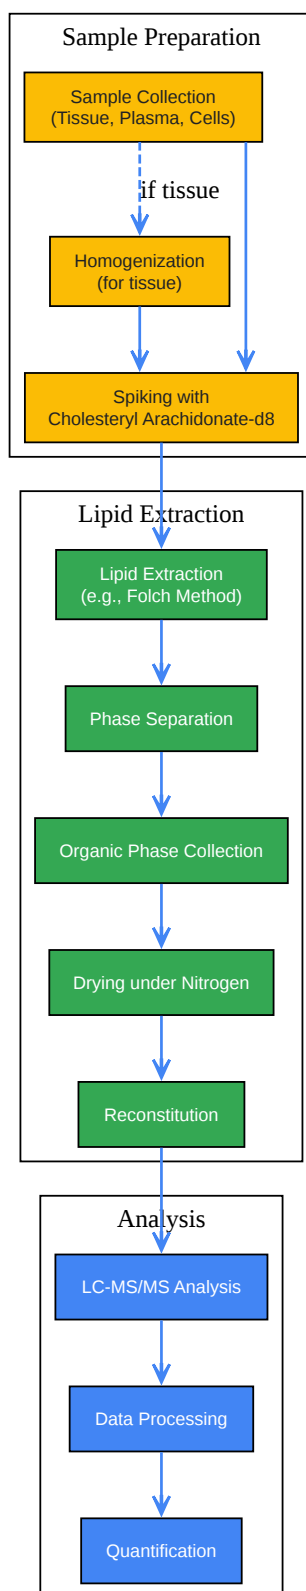 Sample Preparation
Sample Collection
(Tissue, Plasma, Cells)
if tissue
Homogenization
(for tissue)
Spiking with
Cholesteryl Arachidonate-d8
Lipid Extraction
Lipid Extraction
(e.g., Folch Method)
Phase Separation
Organic Phase Collection
Drying under Nitrogen
Reconstitution
Analysis
LC-MS/MS Analysis
Data Processing
Quantification